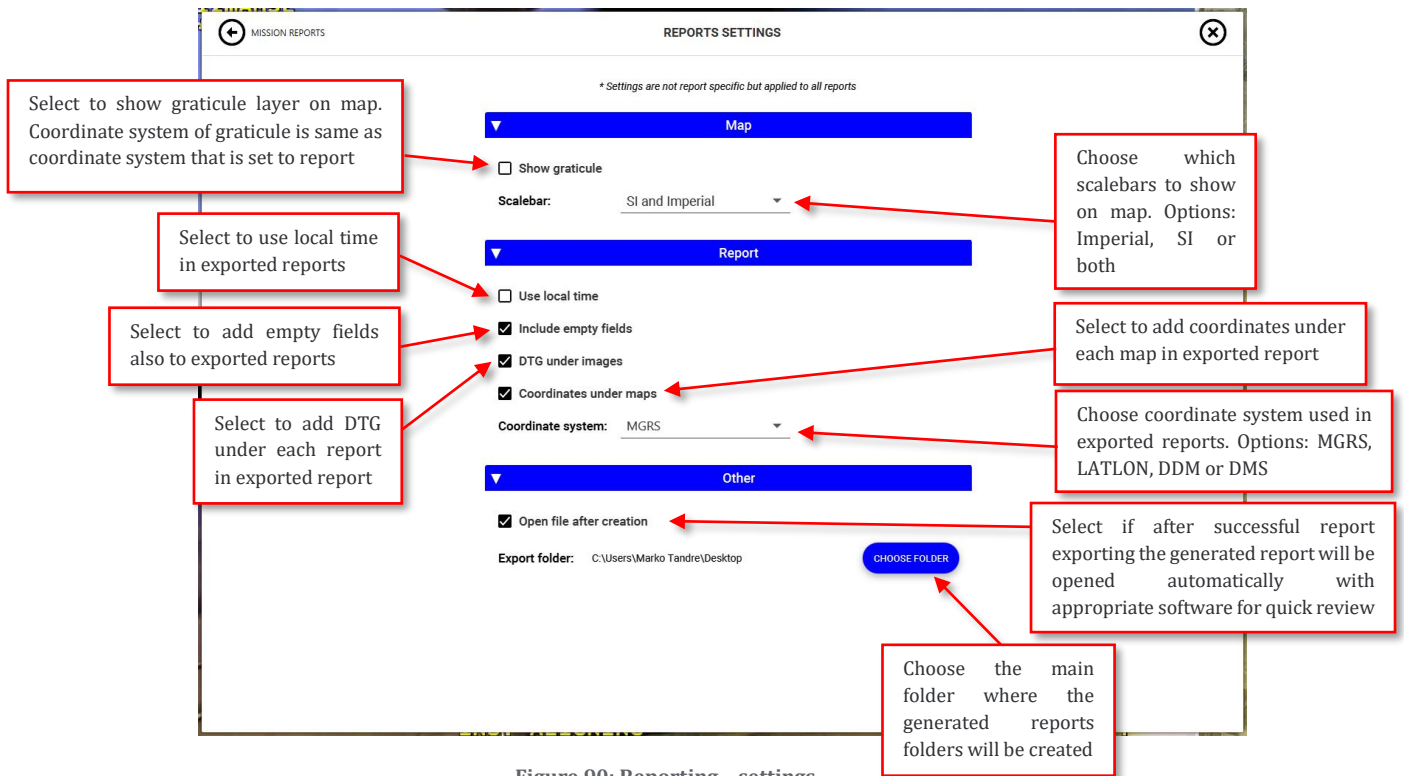 MISSION REPORTS
REPORTS SETTINGS
* Settings are not report specific but applied to all reports
Select to show graticule layer on map.
Coordinate system of graticule is same as
coordinate system that is set to report
Map
Show graticule
Scalebar: SI and Imperial
Choose which
scalebars to show
on map. Options:
Imperial, SI or
both
Select to use local time
in exported reports
Report
Use local time
Select to add empty fields
also to exported reports
Include empty fields
DTG under images
Coordinates under maps
Select to add coordinates under
each map in exported report
Select to add DTG
under each report
in exported report
Coordinate system: MGRS
Choose coordinate system used in
exported reports. Options: MGRS,
LATLON, DDM or DMS
Other
Open file after creation
Select if after successful report
exporting the generated report will be
opened automatically with
appropriate software for quick review
Export folder: C:\Users\Marko Tandre\Desktop
CHOOSE FOLDER
Choose the main
folder where the
generated reports
folders will be created
Figure 90: Reporting – settings